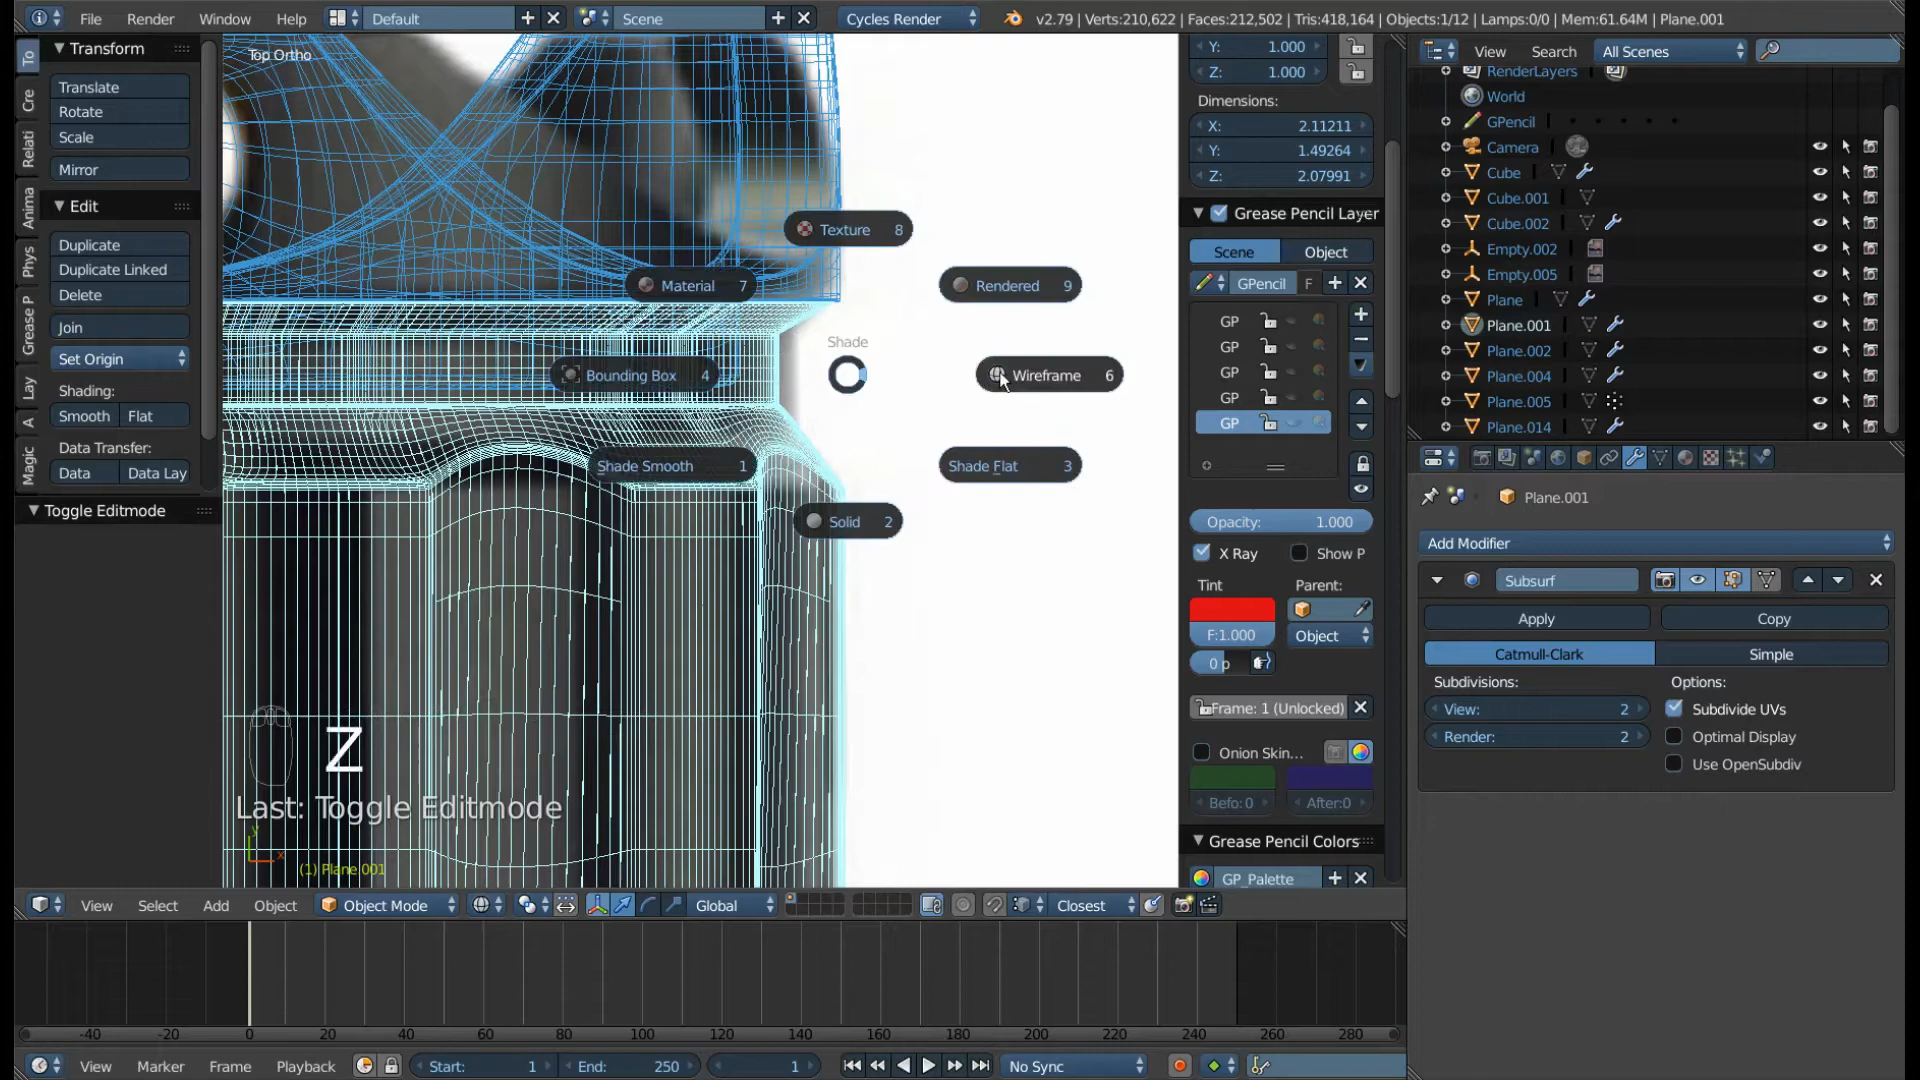 File Render Window Help Default Scene Cycles Render v2.79 | Verts:210,622 | Faces:212,502 | Tris:418,164 | Objects:1/12 | Lamps:0/0 | Mem:61.64M | Plane.001
Transform
Translate
Rotate
Scale
Mirror
Edit
Duplicate
Duplicate Linked
Delete
Join
Set Origin
Shading:
Smooth Flat
Data Transfer:
Data Data Lay
Toggle Editmode
To
Cre
Relati
Anima
Phys
Grease P
Lay
A
Magic
Top Ortho
Texture 8
Material 7
Rendered 9
Shade
Bounding Box 4
Wireframe 6
Shade Smooth 1
Shade Flat 3
Solid 2
Z
Last: Toggle Editmode
y
x
(1) Plane.001
View Select Add Object Object Mode Global Closest
Y: 1.000
Z: 1.000
Dimensions:
X: 2.11211
Y: 1.49264
Z: 2.07991
Grease Pencil Layer
Scene Object
GPencil F
GP
GP
GP
GP
GP
Opacity: 1.000
X Ray Show P
Tint Parent:
F:1.000 Object
0 p
Frame: 1 (Unlocked)
Onion Skin...
Befo:0 After:0
Grease Pencil Colors
GP_Palette
View Search All Scenes
RenderLayers
World
GPencil
Camera
Cube
Cube.001
Cube.002
Empty.002
Empty.005
Plane
Plane.001
Plane.002
Plane.004
Plane.005
Plane.014
Plane.001
Add Modifier
Subsurf
Apply Copy
Catmull-Clark Simple
Subdivisions: Options:
View: 2 Subdivide UVs
Render: 2 Optimal Display
Use OpenSubdiv
-40 -20 0 20 40 60 80 100 120 140 160 180 200 220 240 260 280
View Marker Frame Playback Start: 1 End: 250 1 No Sync